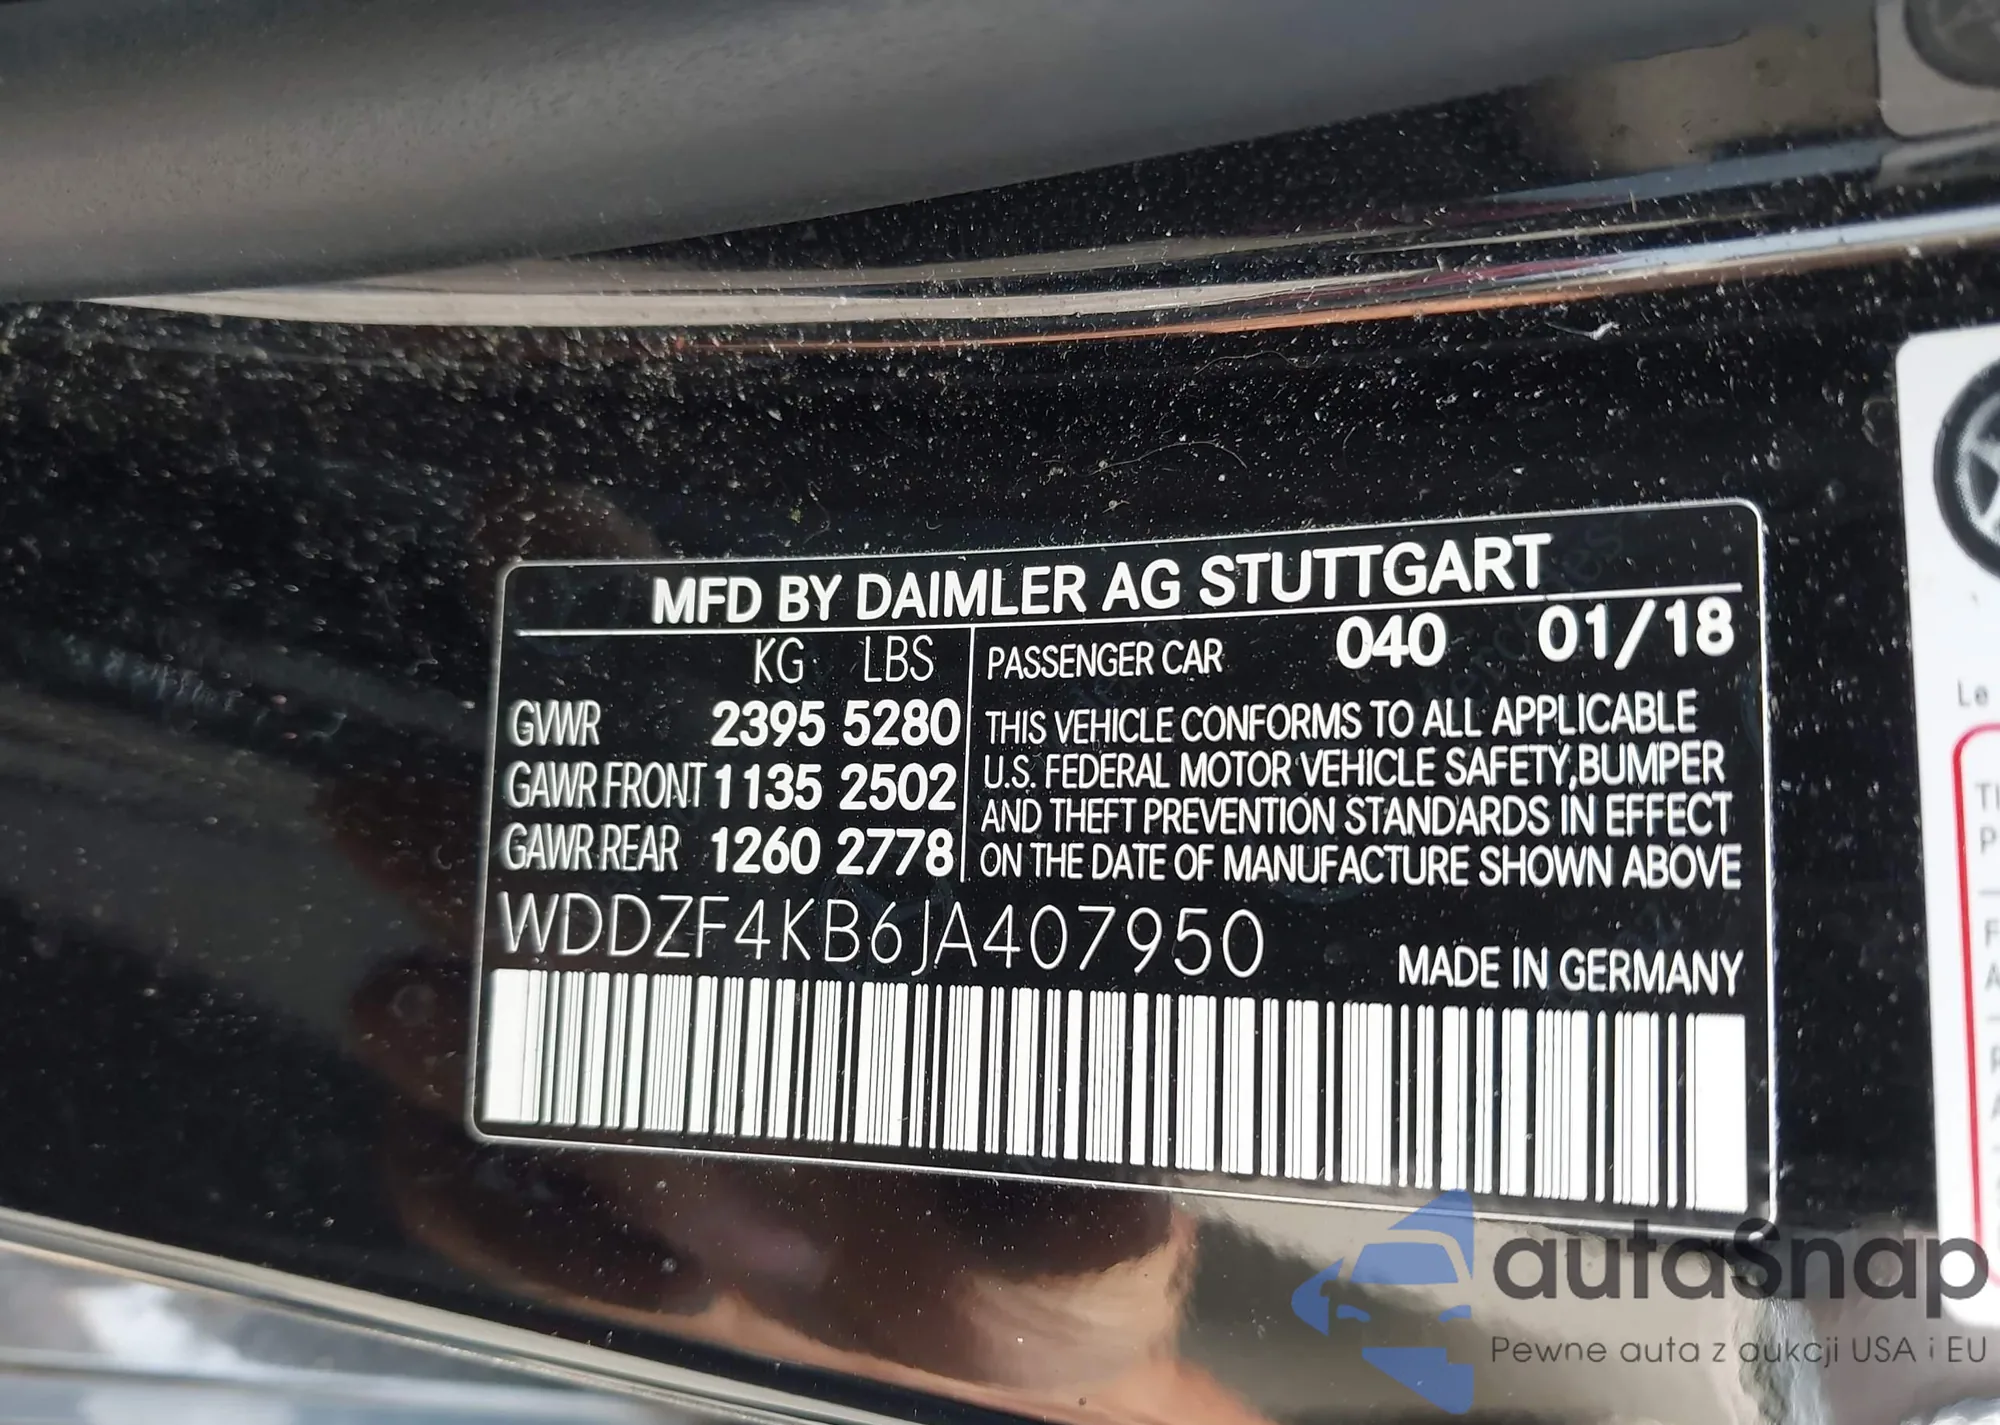 MFD BY DAIMLER AG STUTTGART
KG LBS
GVWR 2395 5280
GAWR FRONT 1135 2502
GAWR REAR 1260 2778
PASSENGER CAR 040 01/18
THIS VEHICLE CONFORMS TO ALL APPLICABLE
U.S. FEDERAL MOTOR VEHICLE SAFETY,BUMPER
AND THEFT PREVENTION STANDARDS IN EFFECT
ON THE DATE OF MANUFACTURE SHOWN ABOVE
WDDZF4KB6JA407950
MADE IN GERMANY
Le
autoSnap
Pewne auta z aukcji USA i EU